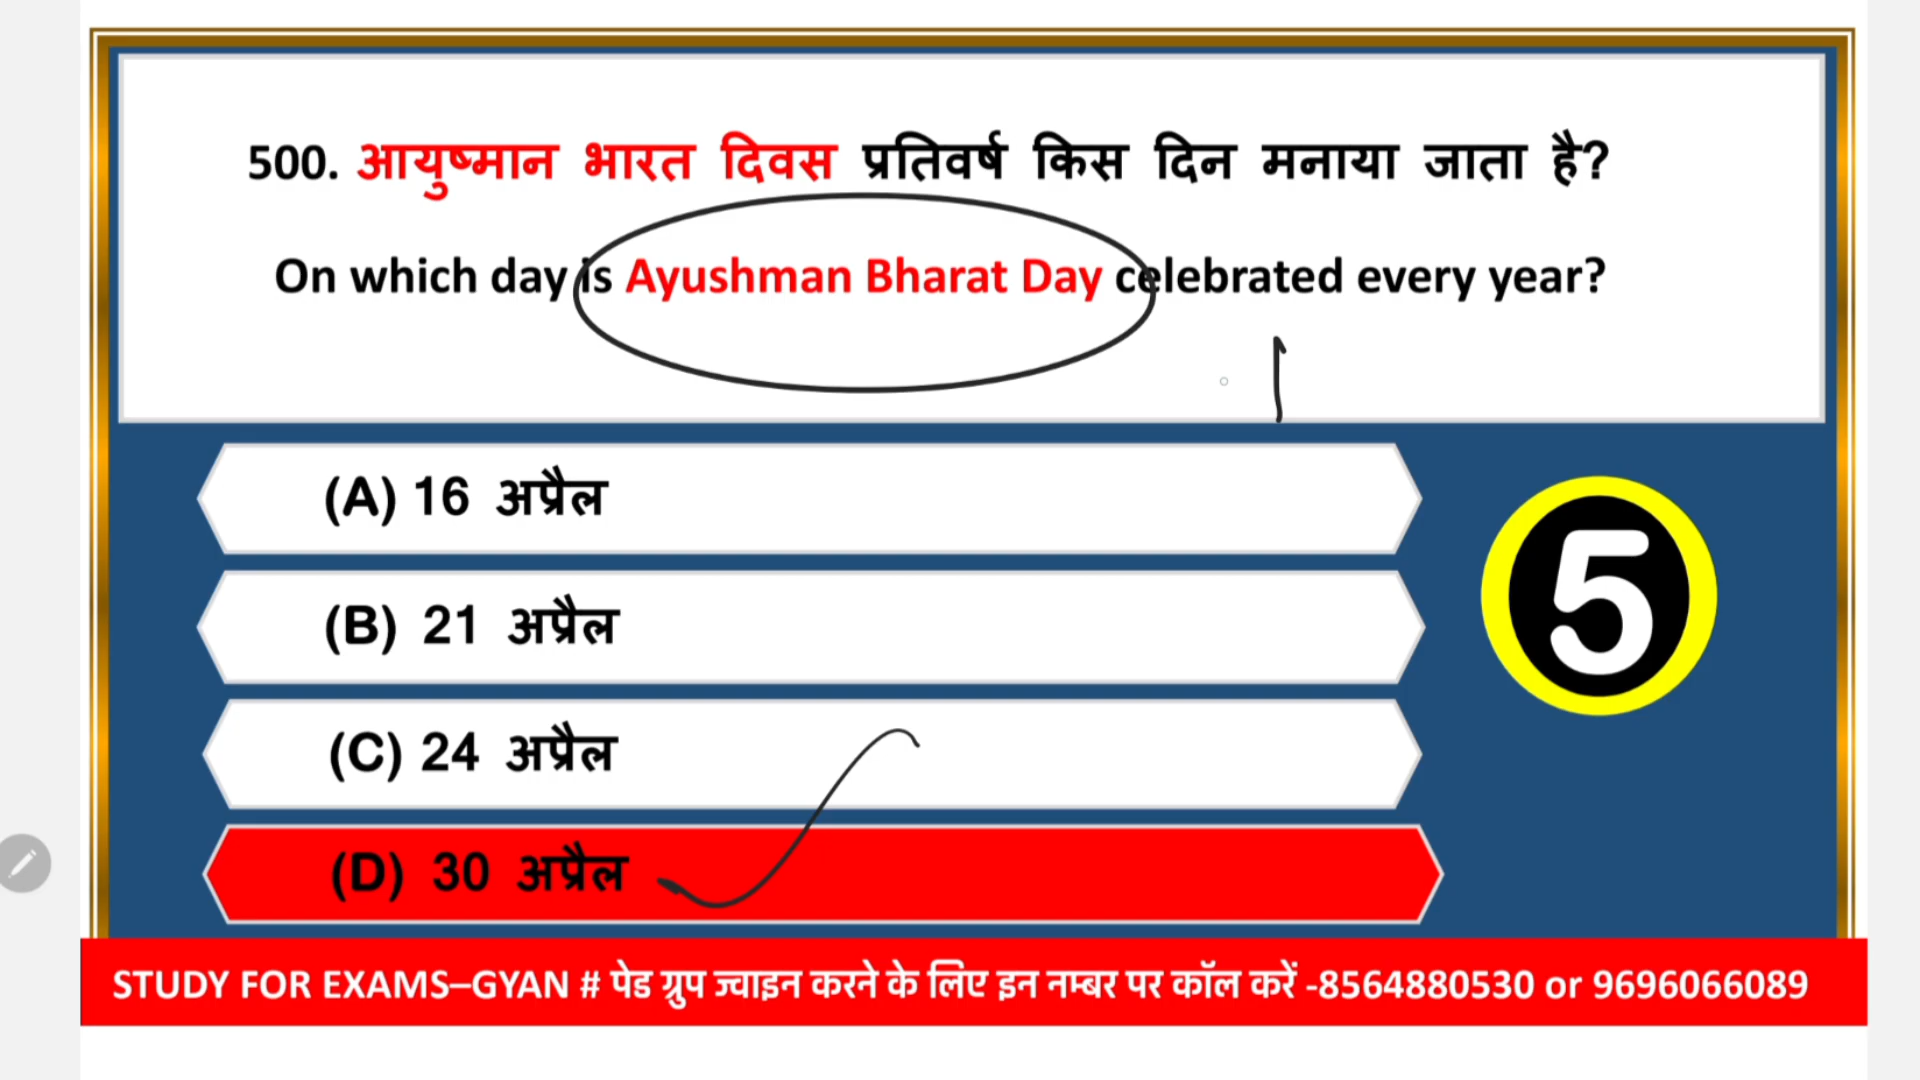 500. आयुष्मान भारत दिवस प्रतिवर्ष किस दिन मनाया जाता है?
On which day is Ayushman Bharat Day celebrated every year?
(A) 16 अप्रैल
(B) 21 अप्रैल
5
(C) 24 अप्रैल
(D) 30 अप्रैल
STUDY FOR EXAMS–GYAN # पेड ग्रुप ज्वाइन करने के लिए इन नम्बर पर कॉल करें -8564880530 or 9696066089